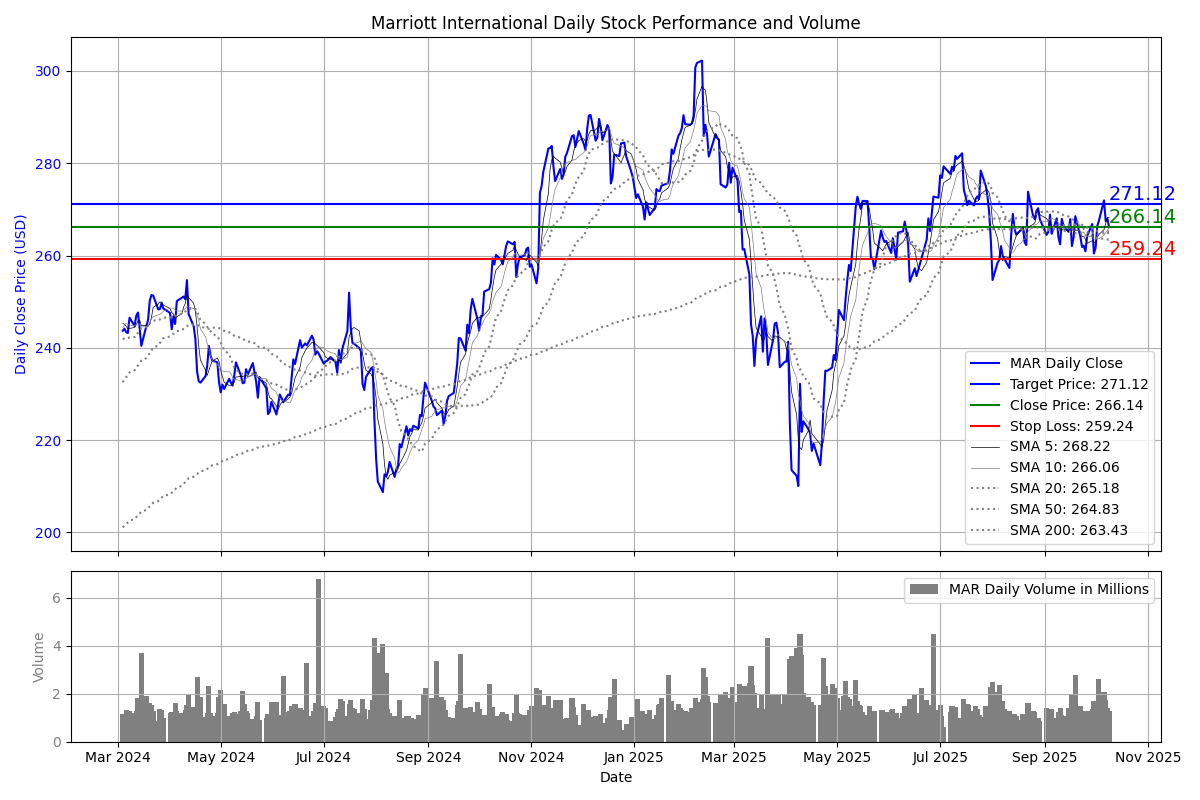 Marriott International Daily Stock Performance and Volume
Daily Close Price (USD)
300
280
260
240
220
200
271.12
266.14
259.24
MAR Daily Close
Target Price: 271.12
Close Price: 266.14
Stop Loss: 259.24
SMA 5: 268.22
SMA 10: 266.06
SMA 20: 265.18
SMA 50: 264.83
SMA 200: 263.43
Volume
6
4
2
0
MAR Daily Volume in Millions
Mar 2024 May 2024 Jul 2024 Sep 2024 Nov 2024 Jan 2025 Mar 2025 May 2025 Jul 2025 Sep 2025 Nov 2025
Date